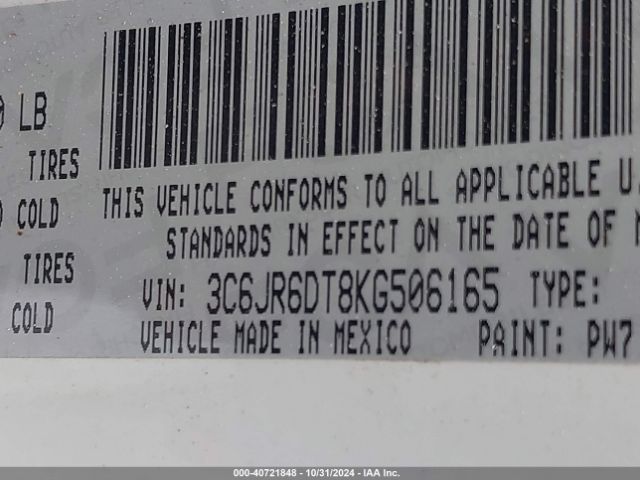 0 LB
TIRES
COLD
TIRES
COLD
THIS VEHICLE CONFORMS TO ALL APPLICABLE U.
STANDARDS IN EFFECT ON THE DATE OF
VIN: 3C6JR6DT8KG506165 TYPE:
VEHICLE MADE IN MEXICO PAINT: PW7
000-40721848 - 10/31/2024 - IAA Inc.